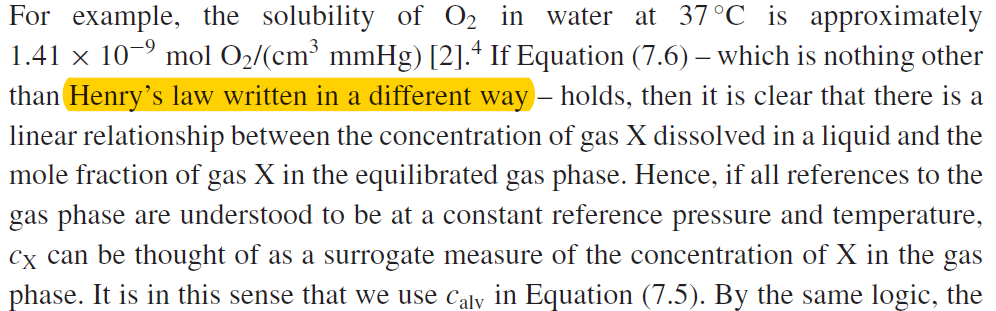 For example, the solubility of O₂ in water at 37 °C is approximately
1.41 × 10⁻⁹ mol O₂/(cm³ mmHg) [2].⁴ If Equation (7.6) – which is nothing other
than Henry’s law written in a different way – holds, then it is clear that there is a
linear relationship between the concentration of gas X dissolved in a liquid and the
mole fraction of gas X in the equilibrated gas phase. Hence, if all references to the
gas phase are understood to be at a constant reference pressure and temperature,
c_X can be thought of as a surrogate measure of the concentration of X in the gas
phase. It is in this sense that we use c_alv in Equation (7.5). By the same logic, the